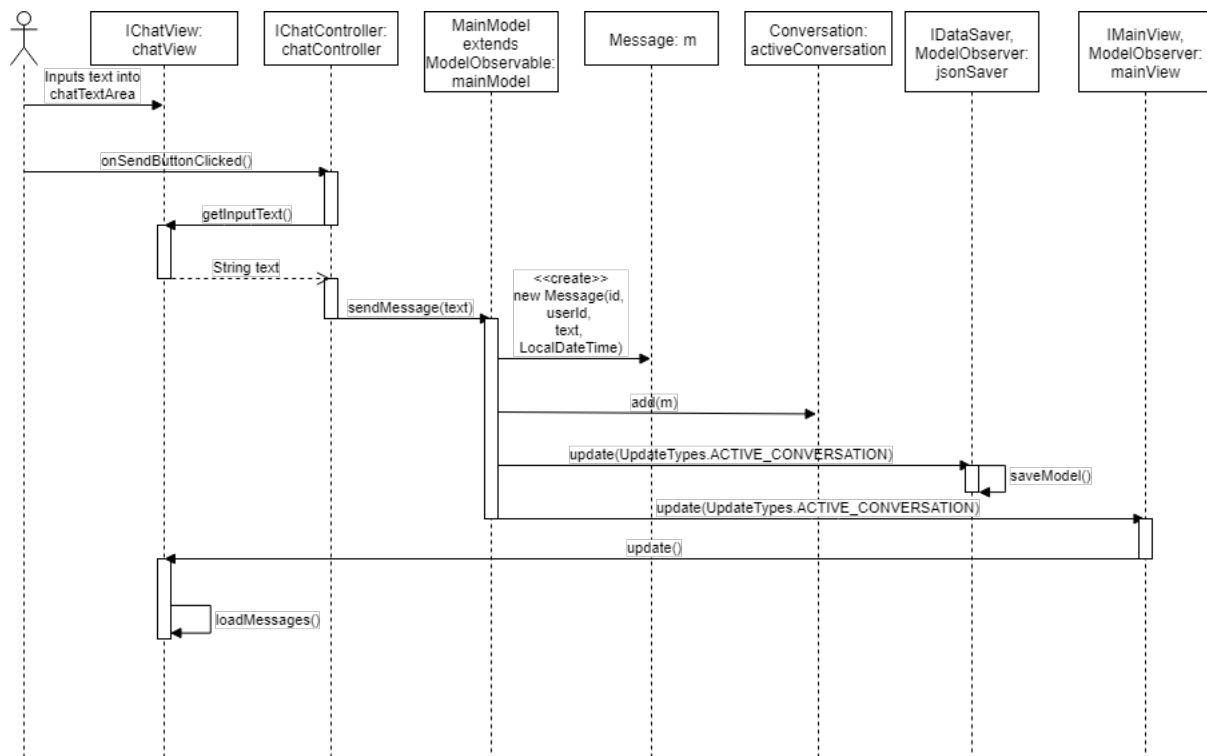 IChatView:
chatView
IChatController:
chatController
MainModel
extends
ModelObservable:
mainModel
Message: m
Conversation:
activeConversation
IDataSaver,
ModelObserver:
jsonSaver
IMainView,
ModelObserver:
mainView
Inputs text into
chatTextArea
onSendButtonClicked()
getInputText()
String text
sendMessage(text)
<<create>>
new Message(id,
userId,
text,
LocalDateTime)
add(m)
update(UpdateTypes.ACTIVE_CONVERSATION)
saveModel()
update(UpdateTypes.ACTIVE_CONVERSATION)
update()
loadMessages()